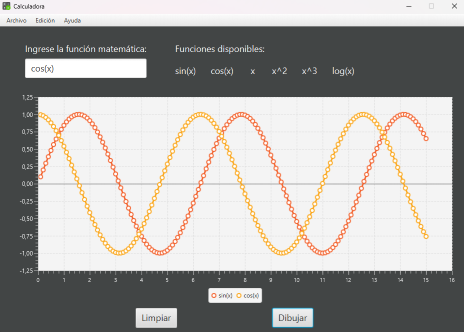 Calculadora
Archivo Edición Ayuda
Ingrese la función matemática:
Funciones disponibles:
cos(x)
sin(x) cos(x) x x^2 x^3 log(x)
1,25
1,00
0,75
0,50
0,25
0,00
-0,25
-0,50
-0,75
-1,00
-1,25
0 1 2 3 4 5 6 7 8 9 10 11 12 13 14 15 16
sin(x) cos(x)
Limpiar Dibujar